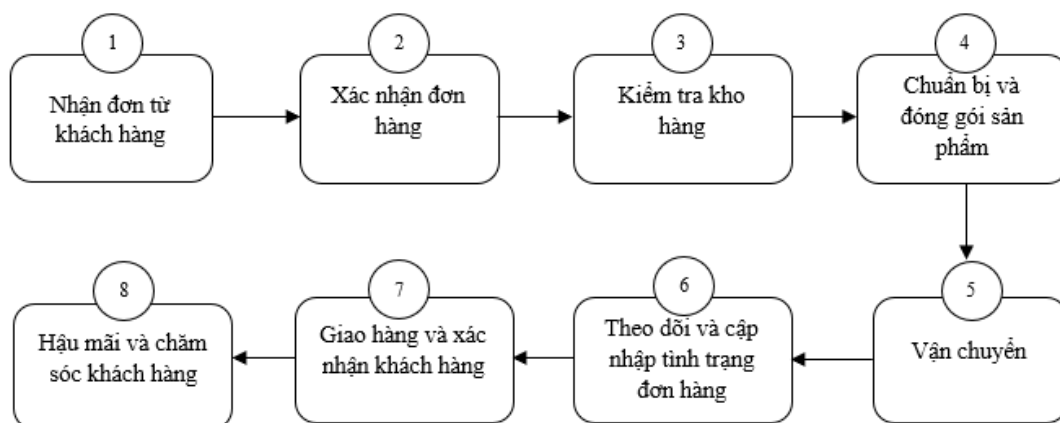 1
Nhận đơn từ
khách hàng
2
Xác nhận đơn
hàng
3
Kiểm tra kho
hàng
4
Chuẩn bị và
đóng gói sản
phẩm
5
Vận chuyển
6
Theo dõi và cập
nhập tình trạng
đơn hàng
7
Giao hàng và xác
nhận khách hàng
8
Hậu mãi và chăm
sóc khách hàng